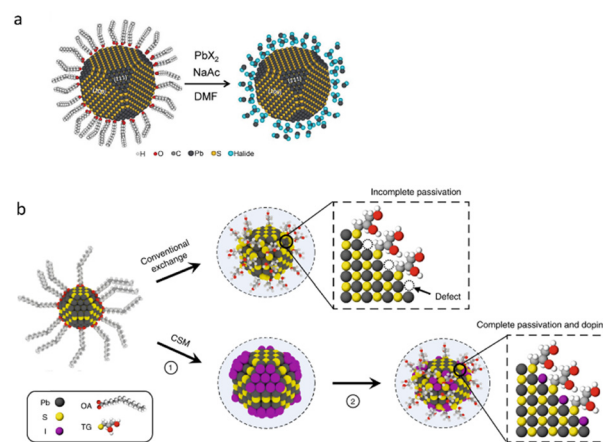 a
PbX2
NaAc
DMF
H O C Pb S Halide
b
Conventional
exchange
CSM
1
2
Incomplete passivation
Defect
Complete passivation and dopin
Pb
S
I
OA
TG